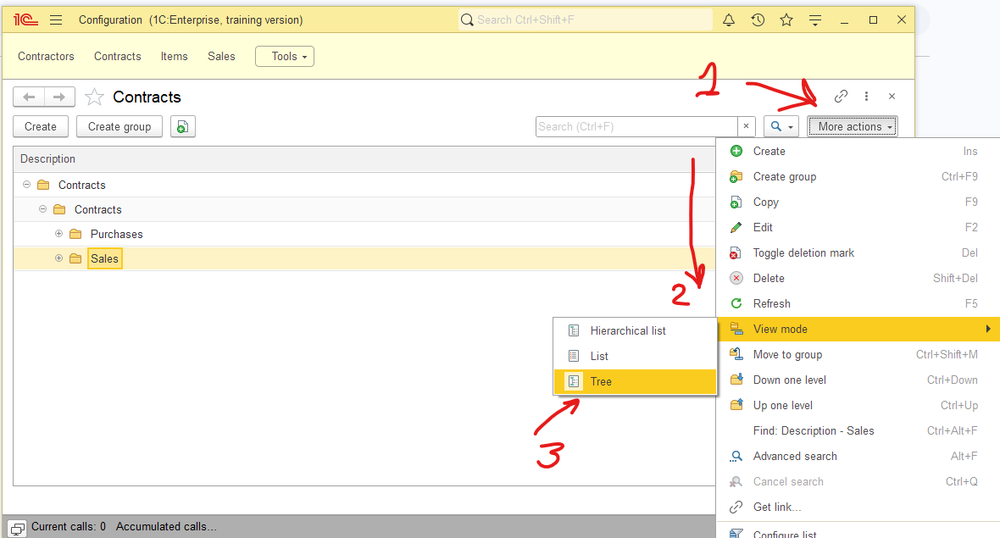 1C Configuration (1C:Enterprise, training version) Search Ctrl+Shift+F
Contractors Contracts Items Sales Tools
Contracts
1
Create Create group Search (Ctrl+F) × More actions
Description
Contracts
Contracts
Purchases
Sales
Create Ins
Create group Ctrl+F9
Copy F9
Edit F2
Toggle deletion mark Del
Delete Shift+Del
Refresh F5
2
View mode
Move to group Ctrl+Shift+M
Down one level Ctrl+Down
Up one level Ctrl+Up
Find: Description - Sales Ctrl+Alt+F
Advanced search Alt+F
Cancel search Ctrl+Q
Get link...
Configure list...
Hierarchical list
List
Tree
3
Current calls: 0 Accumulated calls...